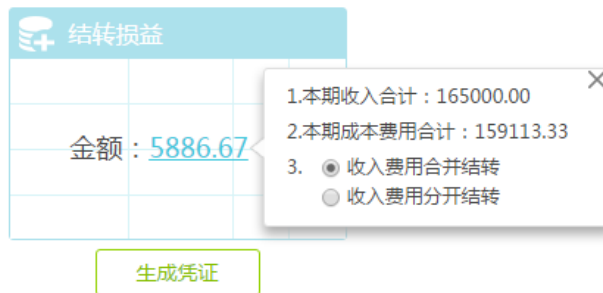 结转损益
金额：5886.67
1.本期收入合计：165000.00
2.本期成本费用合计：159113.33
3. 收入费用合并结转
收入费用分开结转
生成凭证